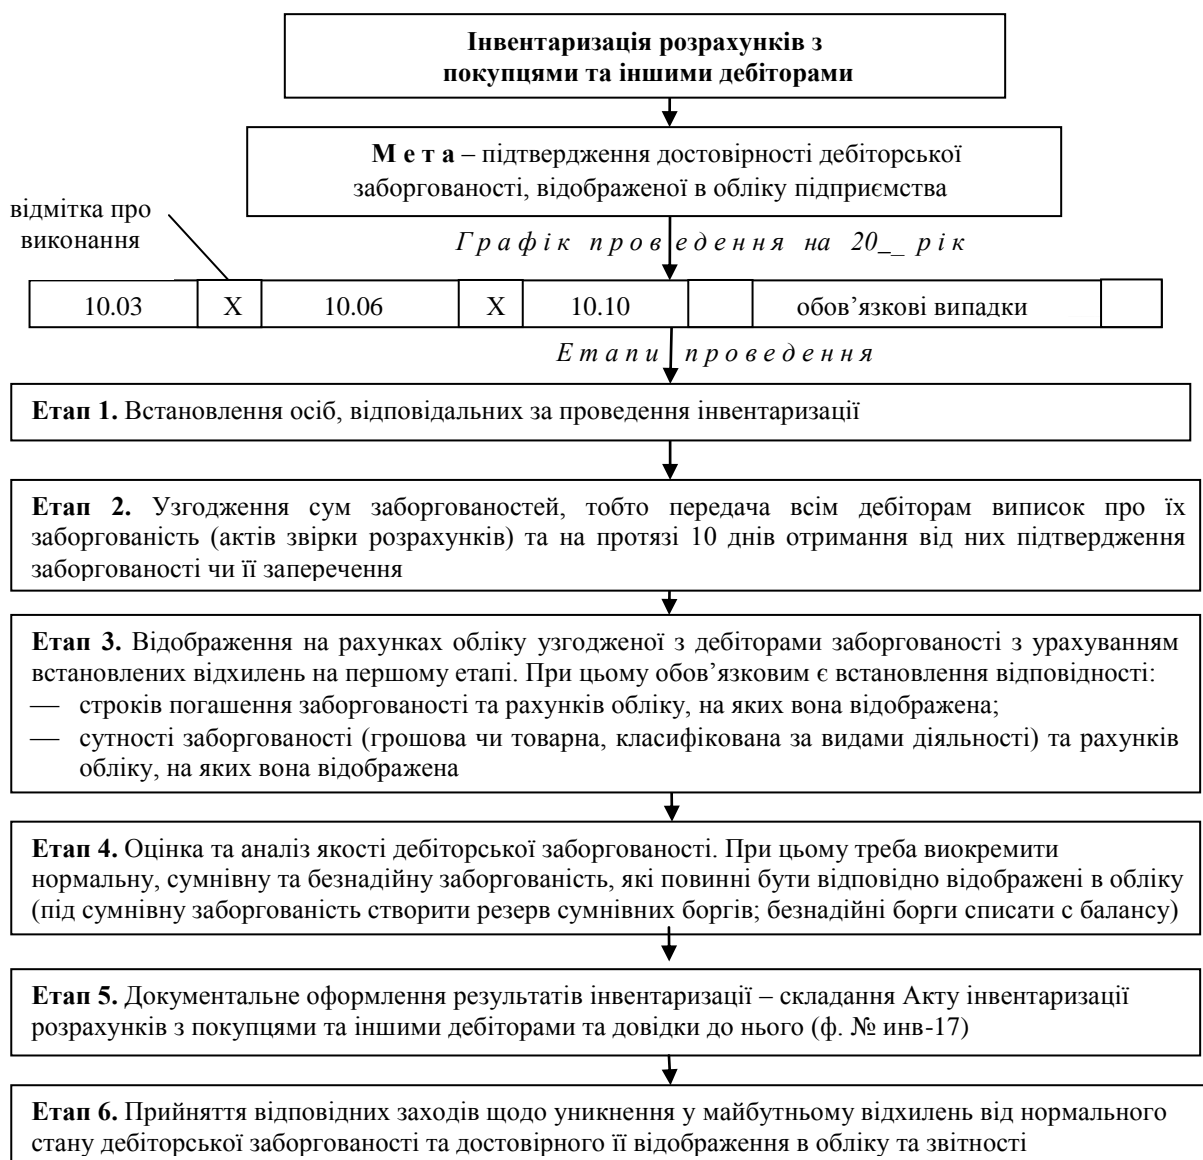 Інвентаризація розрахунків з
покупцями та іншими дебіторами
М е т а – підтвердження достовірності дебіторської
заборгованості, відображеної в обліку підприємства
відмітка про
виконання
Г р а ф і к п р о в е д е н н я на 20__ р і к
10.03 Х 10.06 Х 10.10 обов’язкові випадки
Е т а п и п р о в е д е н н я
Етап 1. Встановлення осіб, відповідальних за проведення інвентаризації
Етап 2. Узгодження сум заборгованостей, тобто передача всім дебіторам виписок про їх
заборгованість (актів звірки розрахунків) та на протязі 10 днів отримання від них підтвердження
заборгованості чи її заперечення
Етап 3. Відображення на рахунках обліку узгодженої з дебіторами заборгованості з урахуванням
встановлених відхилень на першому етапі. При цьому обов’язковим є встановлення відповідності:
— строків погашення заборгованості та рахунків обліку, на яких вона відображена;
— сутності заборгованості (грошова чи товарна, класифікована за видами діяльності) та рахунків
обліку, на яких вона відображена
Етап 4. Оцінка та аналіз якості дебіторської заборгованості. При цьому треба виокремити
нормальну, сумнівну та безнадійну заборгованість, які повинні бути відповідно відображені в обліку
(під сумнівну заборгованість створити резерв сумнівних боргів; безнадійні борги списати с балансу)
Етап 5. Документальне оформлення результатів інвентаризації – складання Акту інвентаризації
розрахунків з покупцями та іншими дебіторами та довідки до нього (ф. № инв-17)
Етап 6. Прийняття відповідних заходів щодо уникнення у майбутньому відхилень від нормального
стану дебіторської заборгованості та достовірного її відображення в обліку та звітності